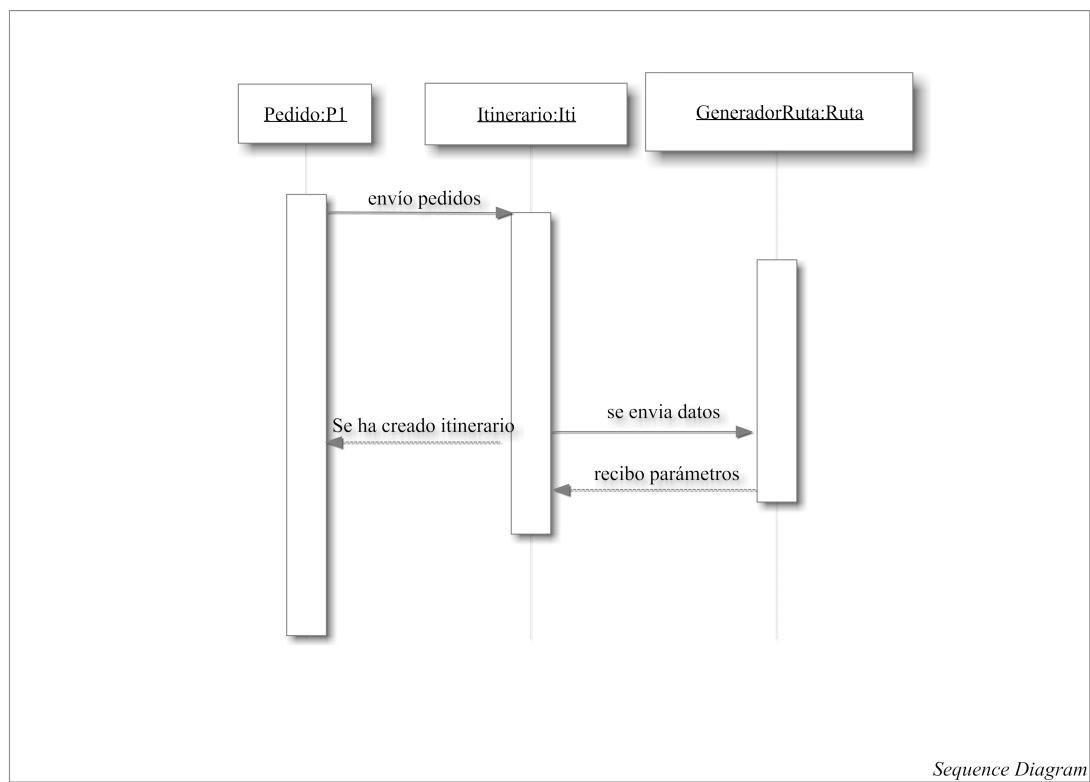 Pedido:P1
Itinerario:Iti
GeneradorRuta:Ruta
envío pedidos
se envia datos
Se ha creado itinerario
recibo parámetros
Sequence Diagram